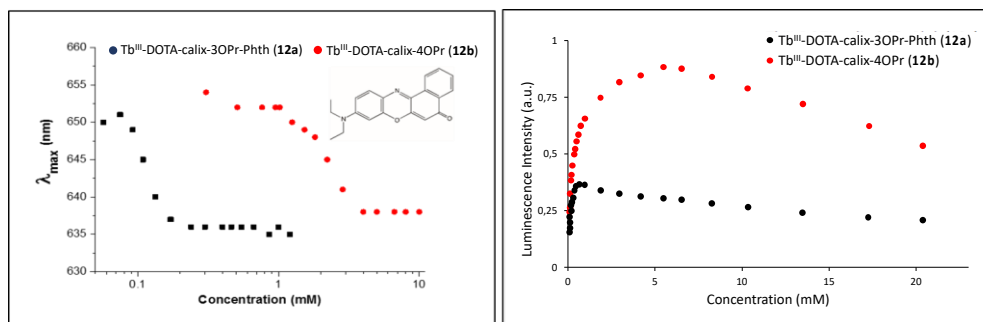 Tb^III-DOTA-calix-3OPr-Phth (12a)
Tb^III-DOTA-calix-4OPr (12b)
660
655
650
645
640
635
630
λmax (nm)
N
N
O
O
0.1
1
10
Concentration (mM)
Tb^III-DOTA-calix-3OPr-Phth (12a)
Tb^III-DOTA-calix-4OPr (12b)
1
0,75
0,5
0,25
0
Luminescence Intensity (a.u.)
0
5
10
15
20
Concentration (mM)